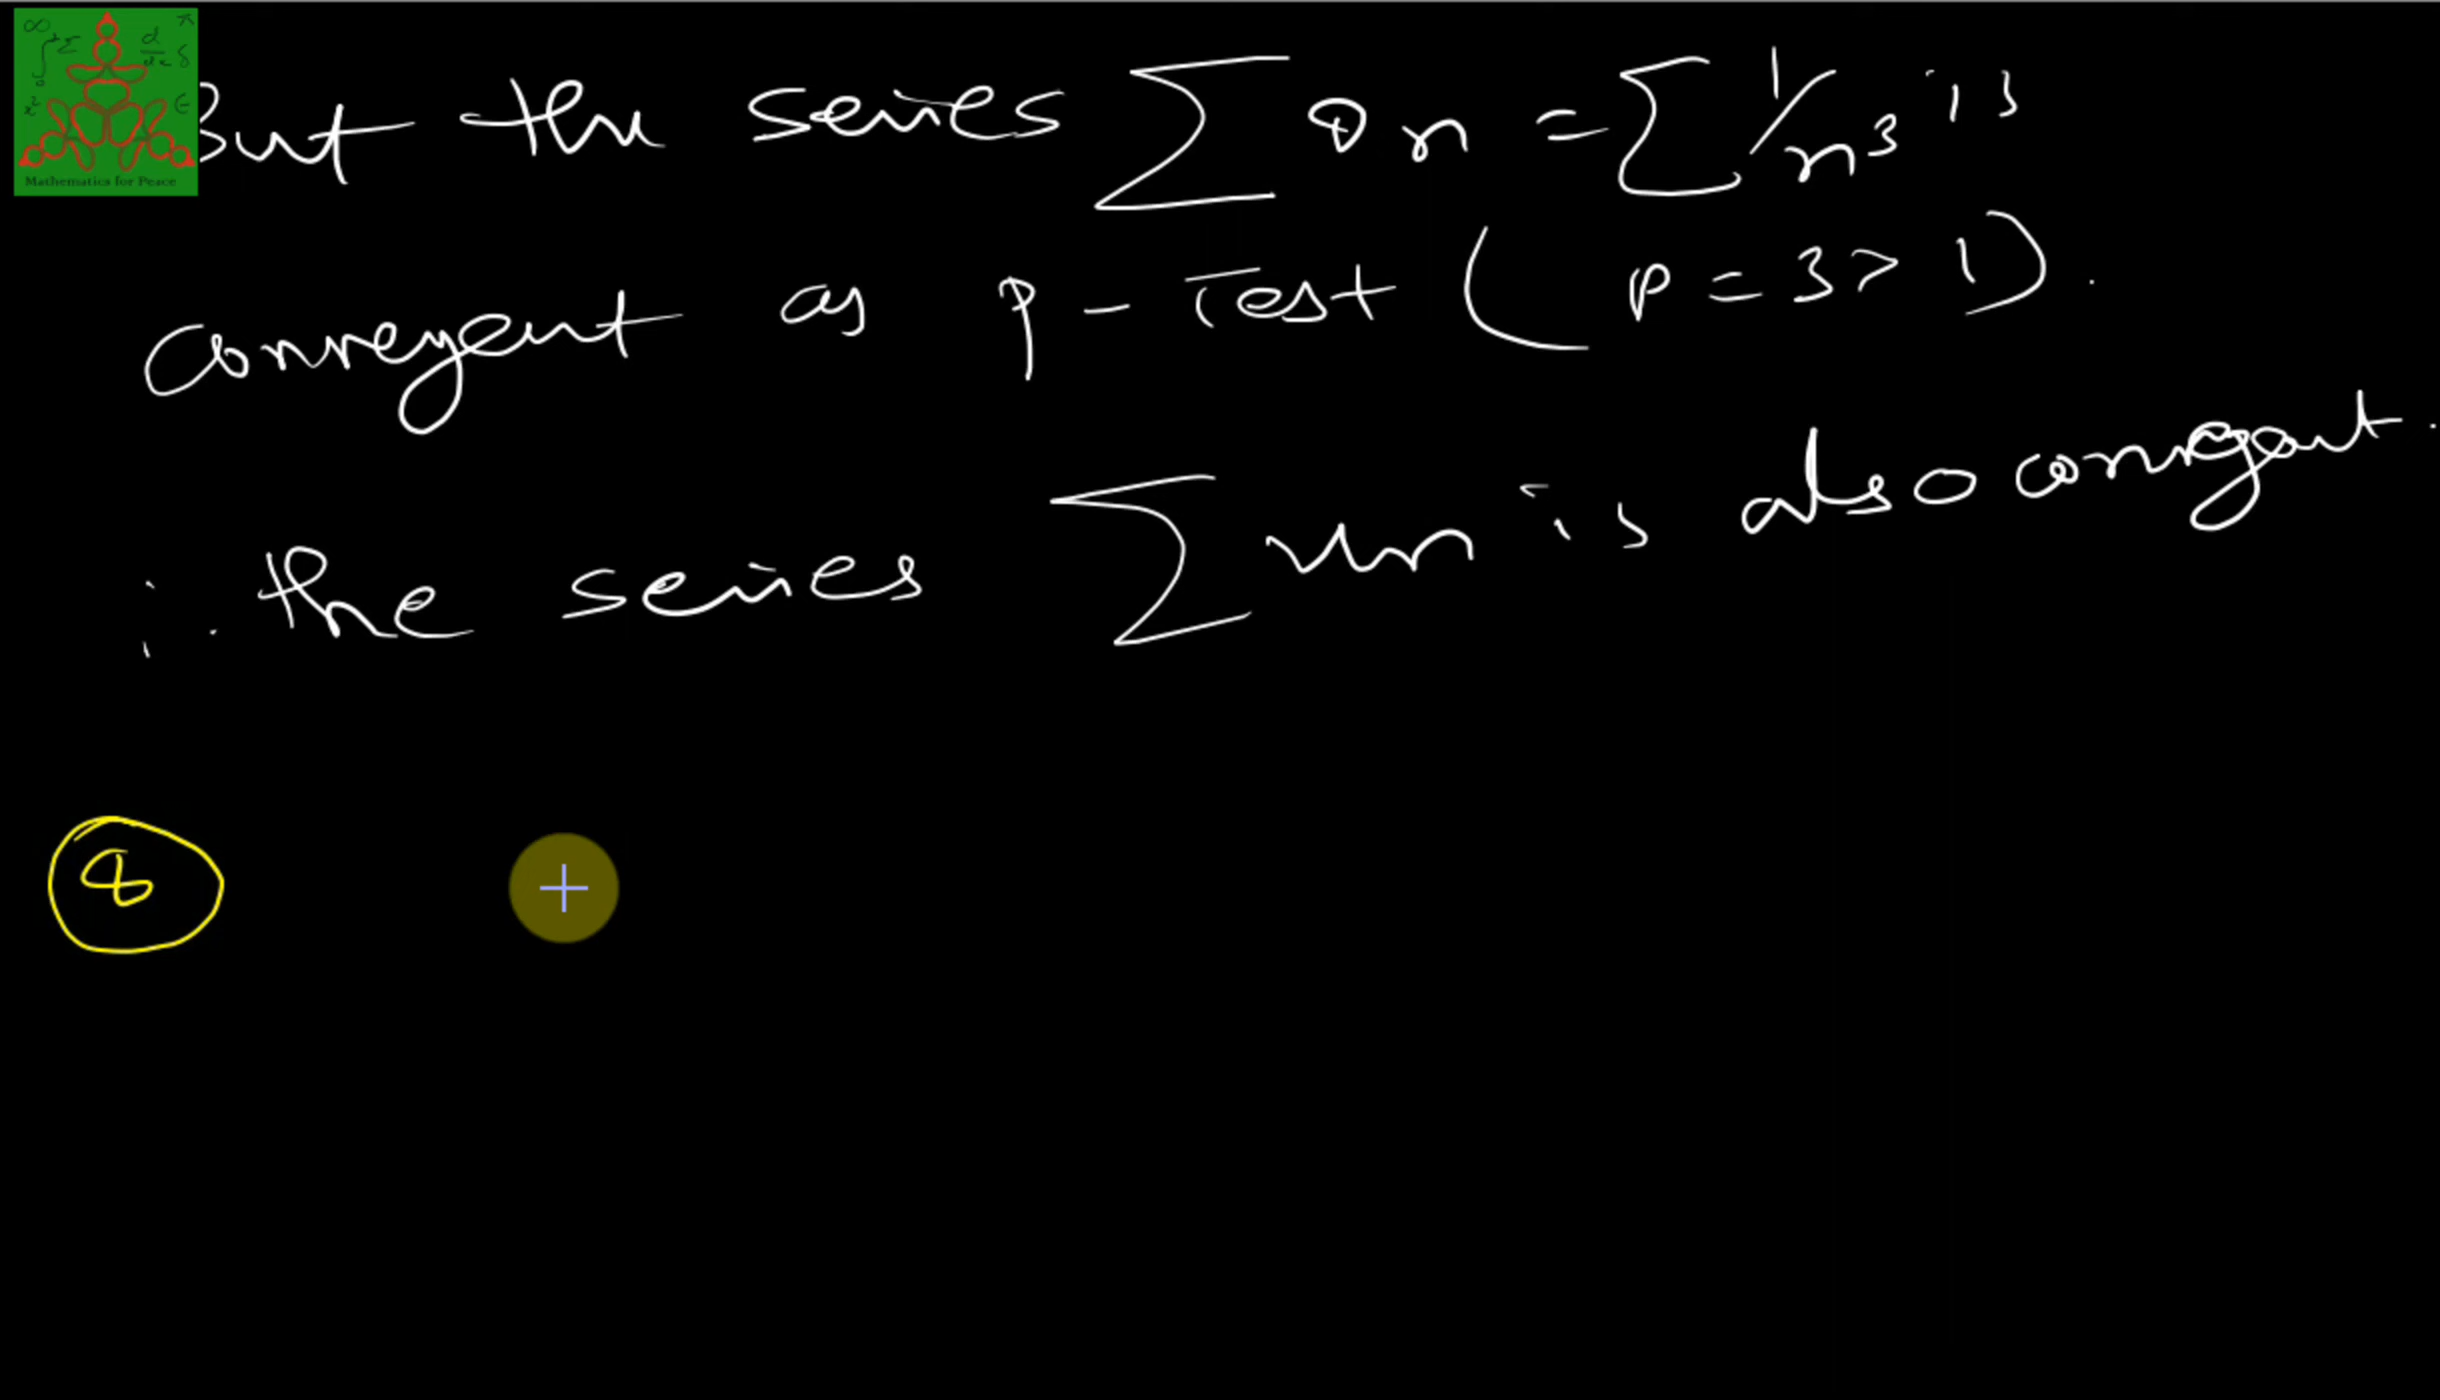 But the series ∑ vn = ∑ 1/n³ is
convergent as p - Test ( p = 3 > 1 ).
∴ the series ∑ un is also convergent.
8
Mathematics for Peace